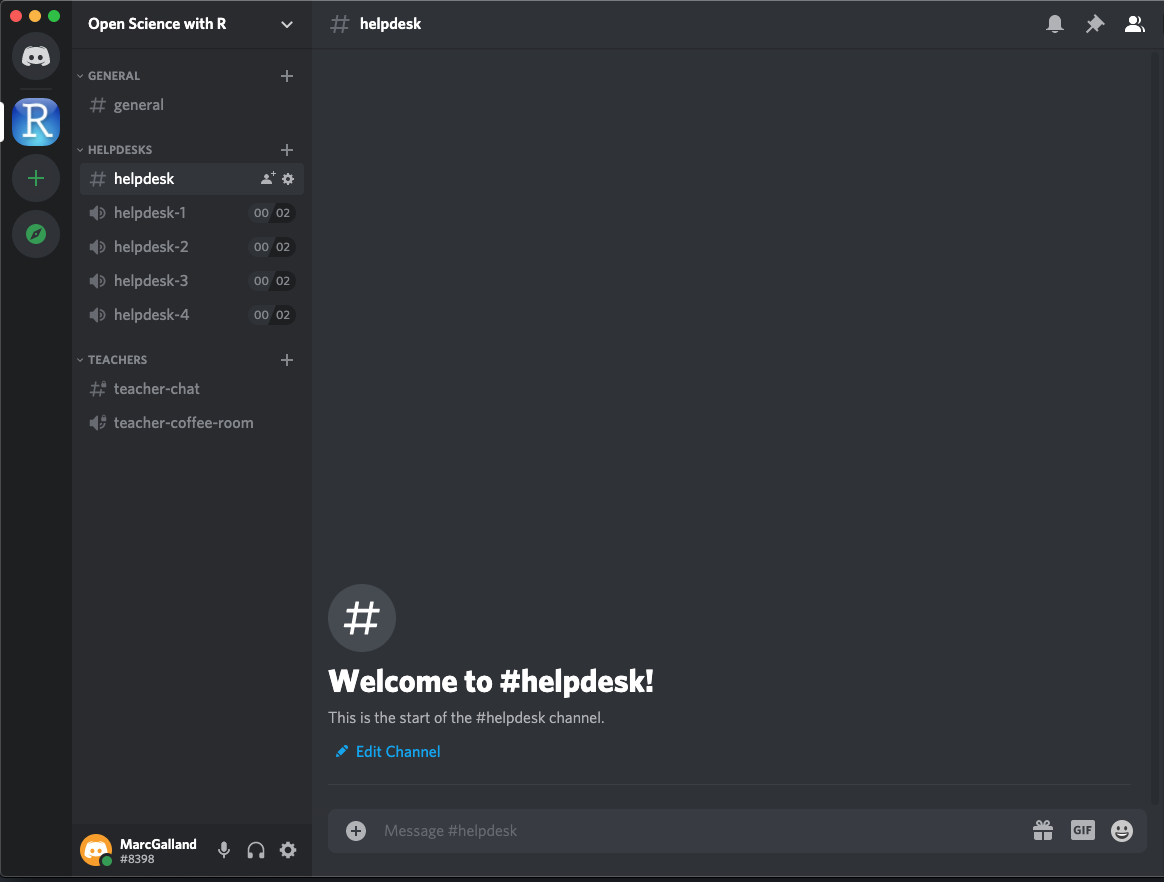 Open Science with R
R
GENERAL
general
HELPDESKS
helpdesk
helpdesk-1 00 02
helpdesk-2 00 02
helpdesk-3 00 02
helpdesk-4 00 02
TEACHERS
teacher-chat
teacher-coffee-room
MarcGalland
#8398
# helpdesk
Welcome to #helpdesk!
This is the start of the #helpdesk channel.
Edit Channel
Message #helpdesk
GIF